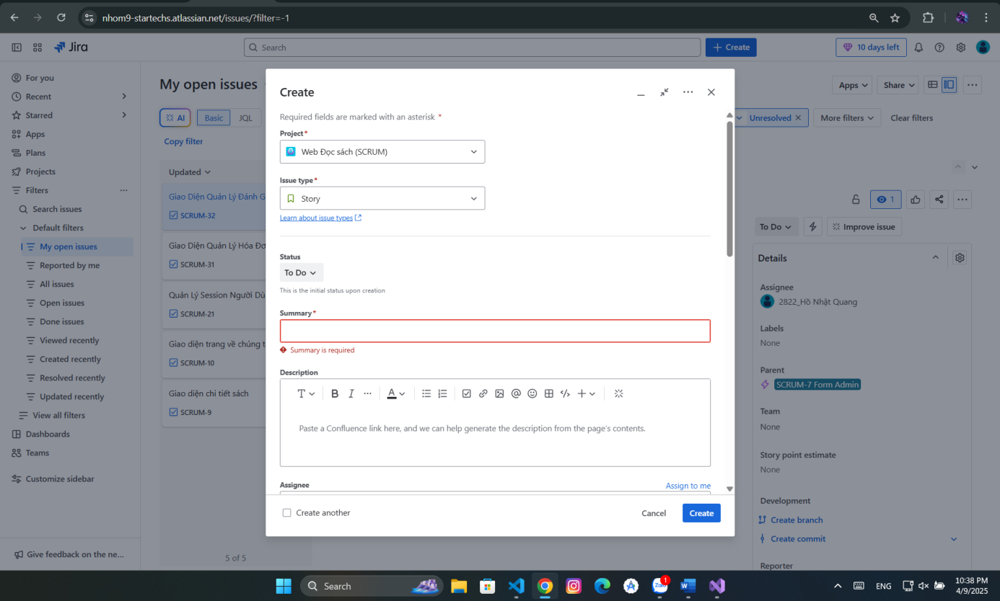 nhom9-startechs.atlassian.net/issues/?filter=-1
Jira
Search
Create
10 days left
For you
Recent
Starred
Apps
Plans
Projects
Filters
Search issues
Default filters
My open issues
Reported by me
All issues
Open issues
Done issues
Viewed recently
Created recently
Resolved recently
Updated recently
View all filters
Dashboards
Teams
Customize sidebar
Give feedback on the ne...
My open issues
Apps
Share
AI
Basic
JQL
Unresolved
More filters
Clear filters
Copy filter
Updated
Giao Diện Quản Lý Đánh G
SCRUM-32
Giao Diện Quản Lý Hóa Đơ
SCRUM-31
Quản Lý Session Người Dù
SCRUM-21
Giao diện trang về chúng t
SCRUM-10
Giao diện chi tiết sách
SCRUM-9
5 of 5
Create
Required fields are marked with an asterisk *
Project*
Web Đọc sách (SCRUM)
Issue type*
Story
Learn about issue types
Status
To Do
This is the initial status upon creation
Summary*
Summary is required
Description
Paste a Confluence link here, and we can help generate the description from the page's contents.
Assignee
Assign to me
Create another
Cancel
Create
1
To Do
Improve issue
Details
Assignee
2822_Hồ Nhật Quang
Labels
None
Parent
SCRUM-7 Form Admin
Team
None
Story point estimate
None
Development
Create branch
Create commit
Reporter
Search
Zalo
1
ENG
10:38 PM
4/9/2025